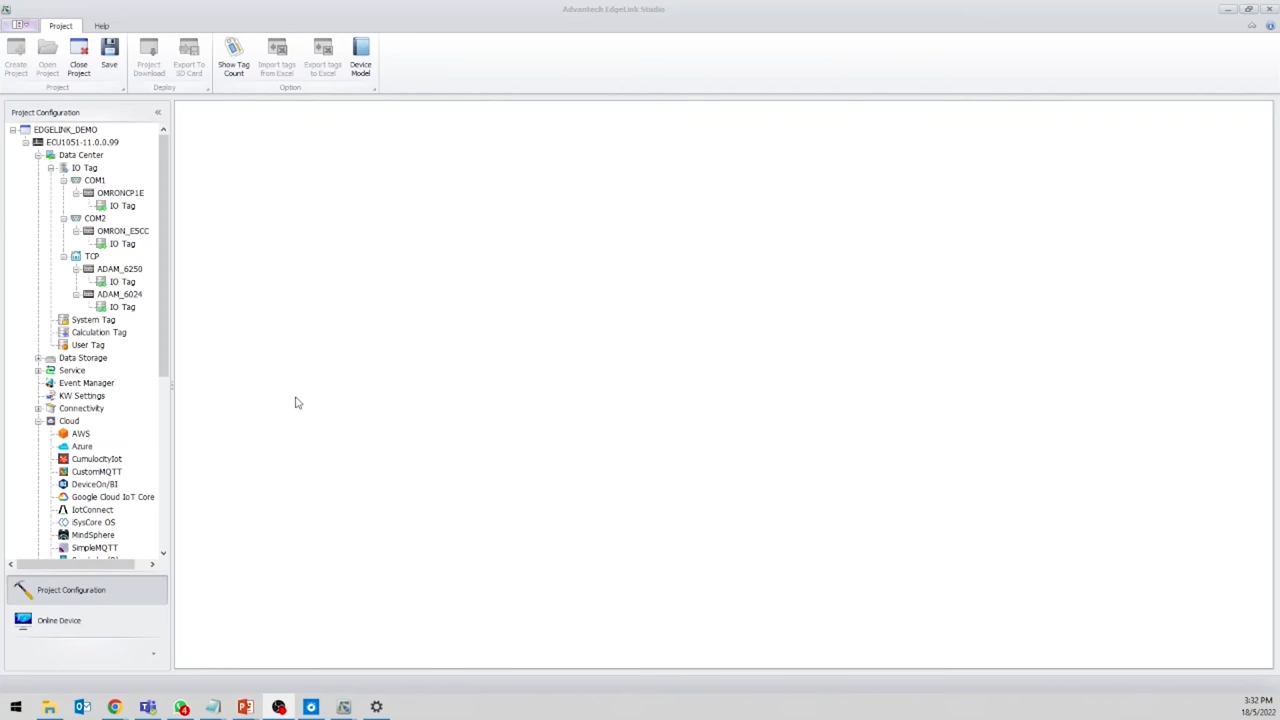 Advantech EdgeLink Studio
Project
Help
Create Project
Open Project
Close Project
Save
Project Download
Export To SD Card
Show Tag Count
Import tags from Excel
Export tags to Excel
Device Model
Project
Deploy
Option
Project Configuration
EDGELINK_DEMO
ECU1051-11.0.0.99
Data Center
IO Tag
COM1
OMRONCP1E
IO Tag
COM2
OMRON_E5CC
IO Tag
TCP
ADAM_6250
IO Tag
ADAM_6024
IO Tag
System Tag
Calculation Tag
User Tag
Data Storage
Service
Event Manager
KW Settings
Connectivity
Cloud
AWS
Azure
CumulocityIot
CustomMQTT
DeviceOn/BI
Google Cloud IoT Core
IotConnect
iSysCore OS
MindSphere
SimpleMQTT
Project Configuration
Online Device
4
3:32 PM
18/5/2022